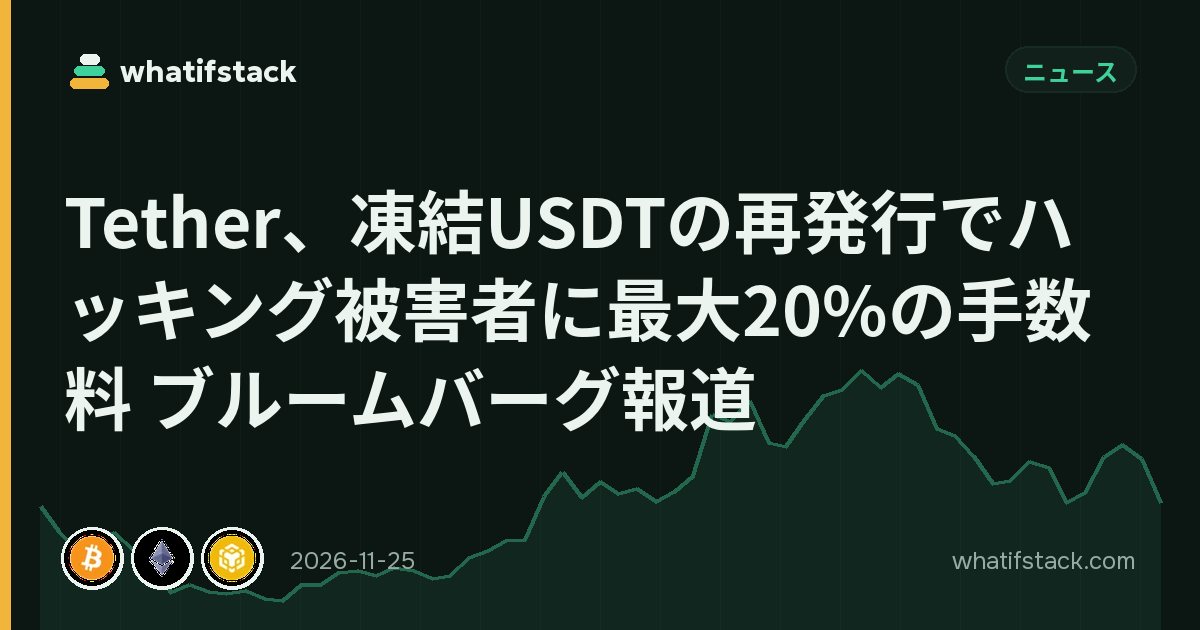 whatifstack
ニュース
Tether、凍結USDTの再発行でハ
ッキング被害者に最大20%の手数
料 ブルームバーグ報道
2026-11-25
whatifstack.com